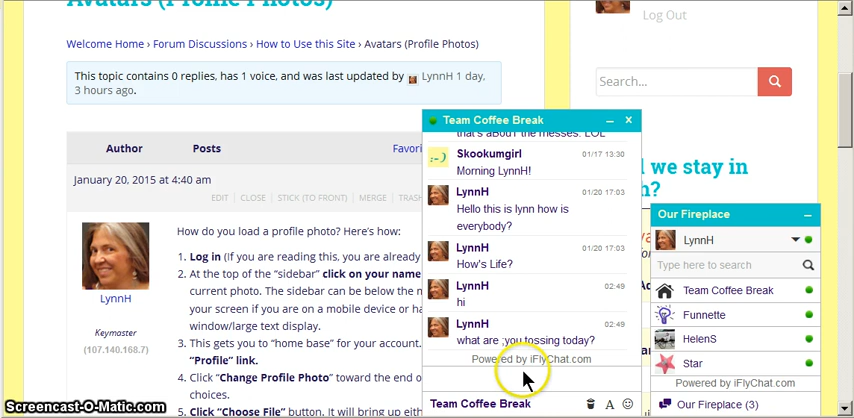 Avatars (Profile Photos)
Welcome Home › Forum Discussions › How to Use this Site › Avatars (Profile Photos)
This topic contains 0 replies, has 1 voice, and was last updated by LynnH 1 day,
3 hours ago.
Author Posts Favori
January 20, 2015 at 4:40 am
EDIT | CLOSE | STICK (TO FRONT) | MERGE | TRASH
LynnH
Keymaster
(107.140.168.7)
How do you load a profile photo? Here's how:
1. Log in (If you are reading this, you are already
2. At the top of the "sidebar" click on your name
current photo. The sidebar can be below the m
your screen if you are on a mobile device or ha
window/large text display.
3. This gets you to "home base" for your account.
"Profile" link.
4. Click "Change Profile Photo" toward the end o
choices.
5. Click "Choose File" button. It will bring up eith
Team Coffee Break
that's aBouT the messes. LOL
Skookumgirl 01/17 13:30
Morning LynnH!
LynnH 01/20 17:03
Hello this is lynn how is
everybody?
LynnH 01/20 17:03
How's Life?
LynnH 02:49
hi
LynnH 02:49
what are ;you tossing today?
Powered by iFlyChat.com
Team Coffee Break
Log Out
Search...
we stay in
h?
Our Fireplace
LynnH
Type here to search
Team Coffee Break
Funnette
HelenS
Star
Powered by iFlyChat.com
Our Fireplace (3)
Screencast-O-Matic.com